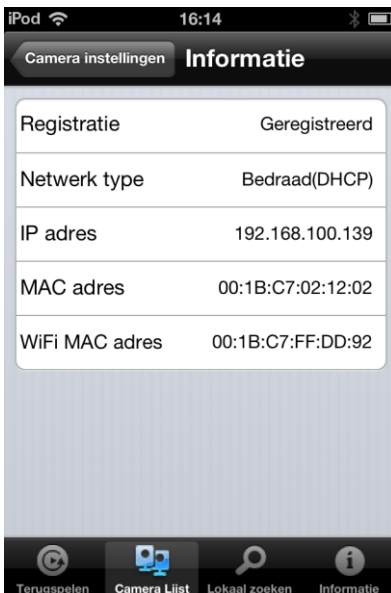 iPod 16:14
Camera instellingen Informatie
Registratie Geregistreerd
Netwerk type Bedraad(DHCP)
IP adres 192.168.100.139
MAC adres 00:1B:C7:02:12:02
WiFi MAC adres 00:1B:C7:FF:DD:92
Terugspelen Camera Lijst Lokaal zoeken Informatie